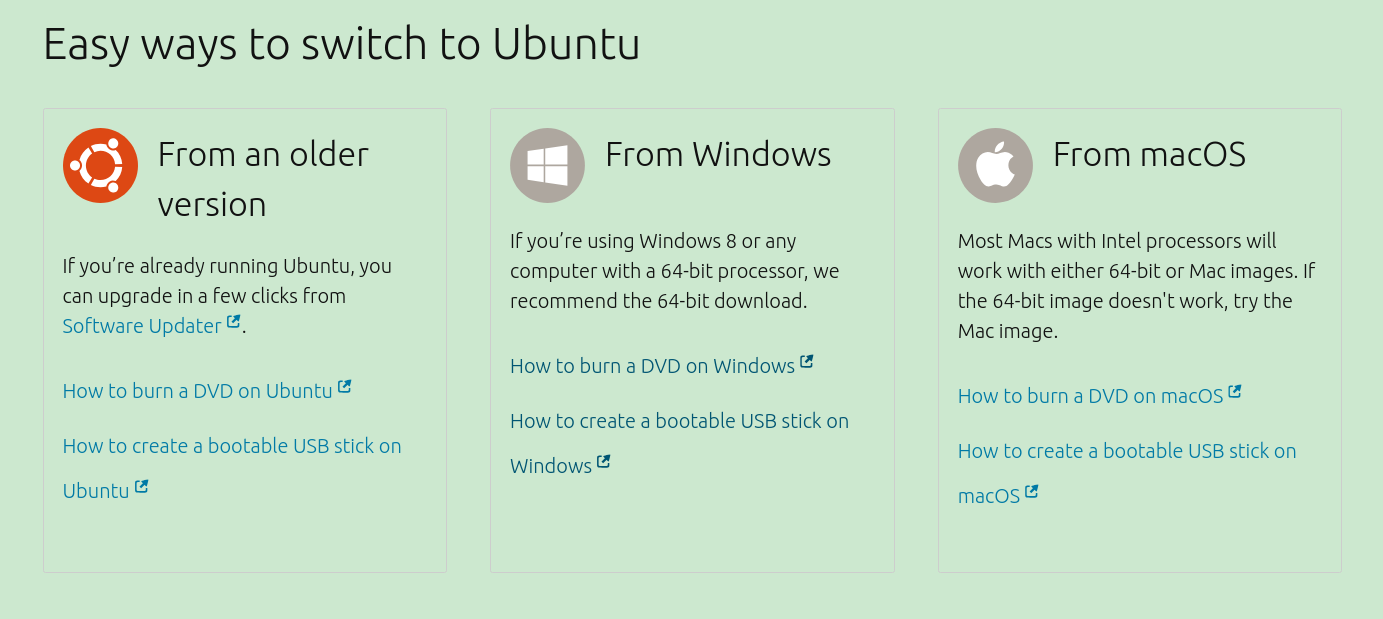 Easy ways to switch to Ubuntu
From an older
version
If you’re already running Ubuntu, you
can upgrade in a few clicks from
Software Updater.
How to burn a DVD on Ubuntu
How to create a bootable USB stick on
Ubuntu
From Windows
If you’re using Windows 8 or any
computer with a 64-bit processor, we
recommend the 64-bit download.
How to burn a DVD on Windows
How to create a bootable USB stick on
Windows
From macOS
Most Macs with Intel processors will
work with either 64-bit or Mac images. If
the 64-bit image doesn't work, try the
Mac image.
How to burn a DVD on macOS
How to create a bootable USB stick on
macOS